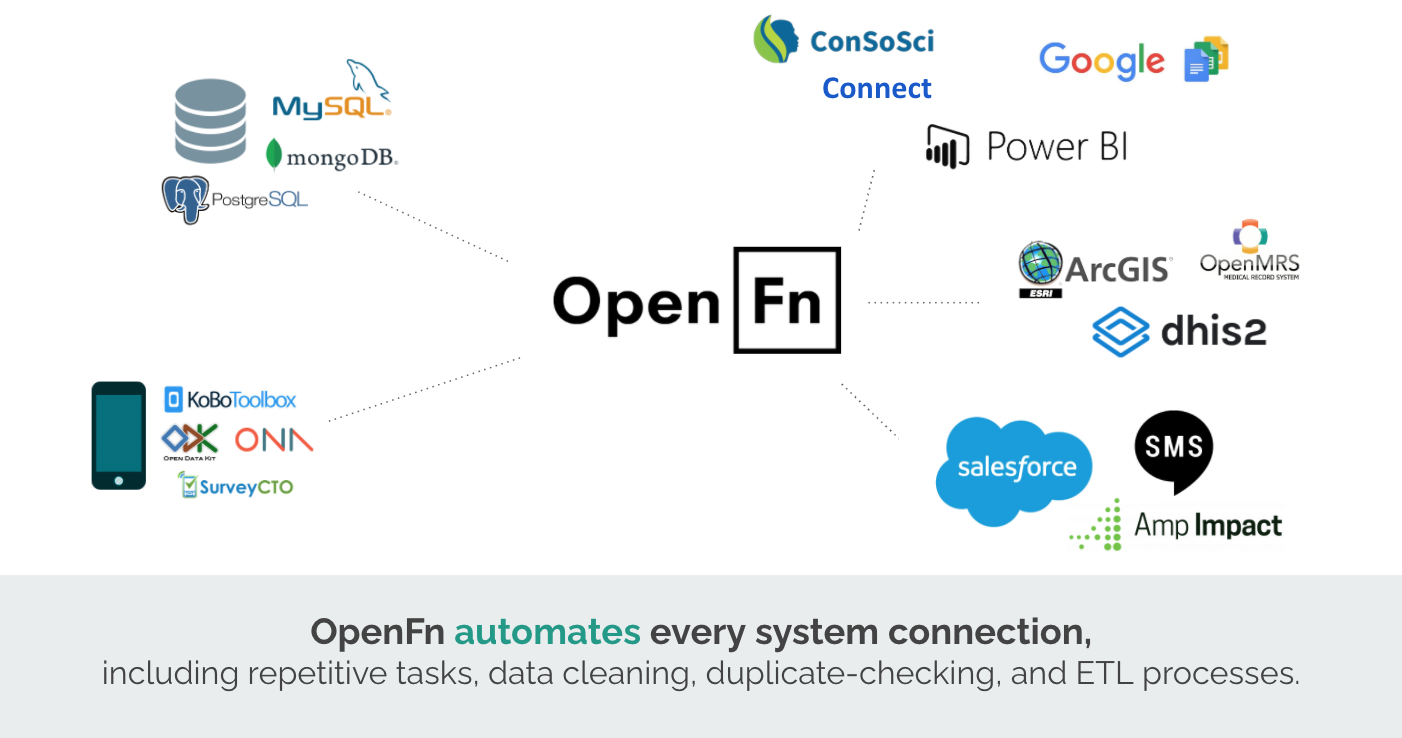 ConSoSci
Connect
Google
MySQL®
mongoDB®
PostgreSQL
Power BI
ArcGIS®
ESRI
OpenMRS
MEDICAL RECORD SYSTEM
Open Fn
dhis2
KoBoToolbox
OPEN DATA KIT
ONA
SurveyCTO
salesforce
SMS
Amp Impact
OpenFn automates every system connection,
including repetitive tasks, data cleaning, duplicate-checking, and ETL processes.